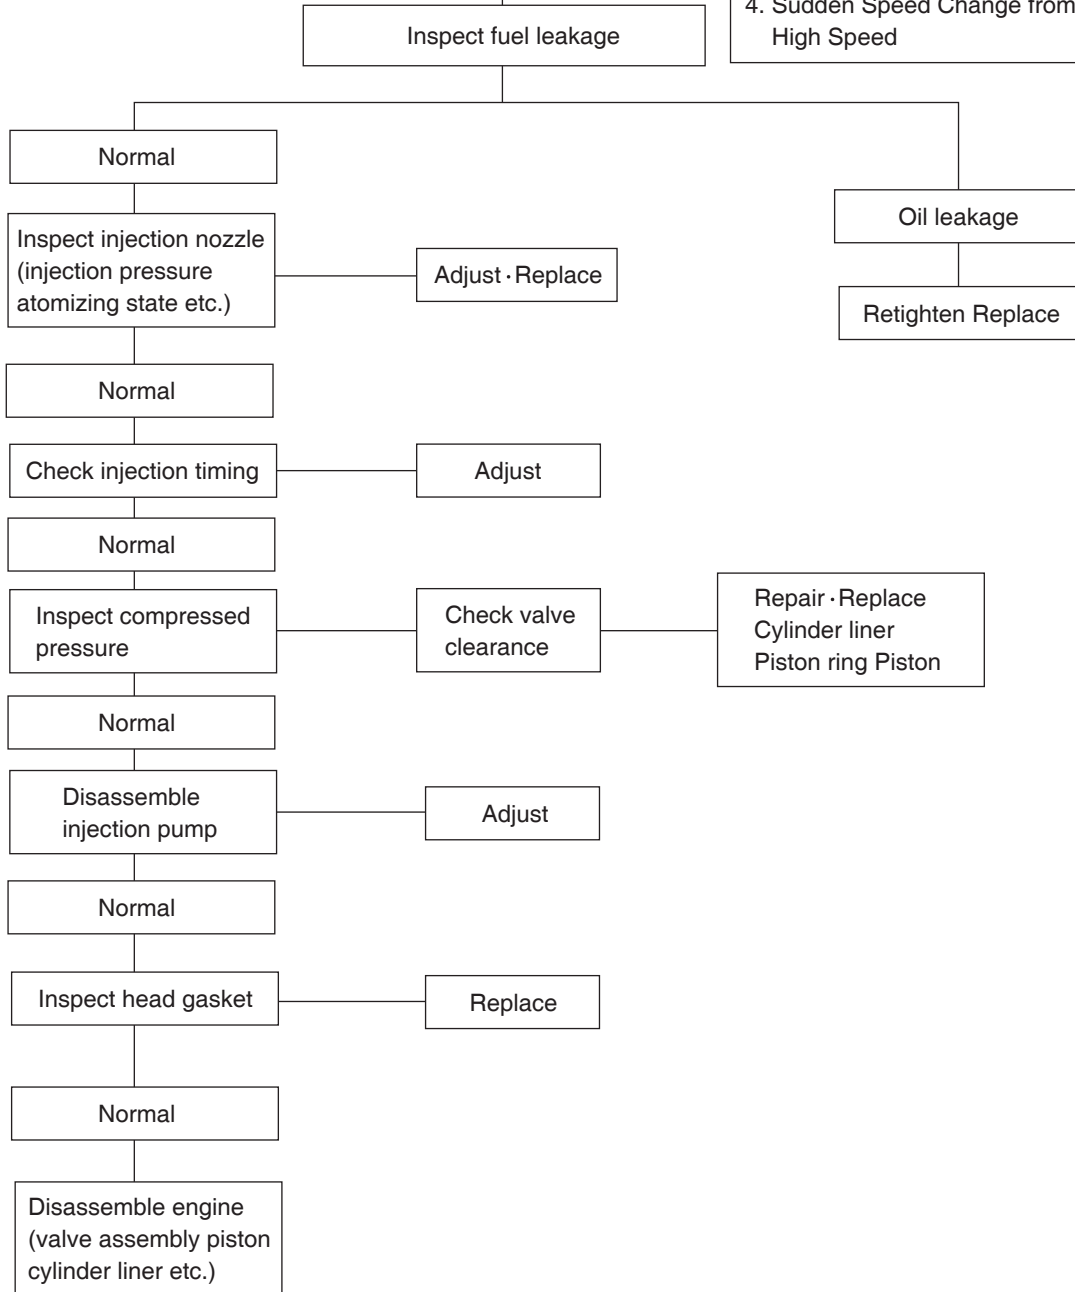 4. Sudden Speed Change from
High Speed
Inspect fuel leakage
Normal
Oil leakage
Inspect injection nozzle
(injection pressure
atomizing state etc.)
Adjust·Replace
Retighten Replace
Normal
Check injection timing
Adjust
Normal
Inspect compressed
pressure
Check valve
clearance
Repair·Replace
Cylinder liner
Piston ring Piston
Normal
Disassemble
injection pump
Adjust
Normal
Inspect head gasket
Replace
Normal
Disassemble engine
(valve assembly piston
cylinder liner etc.)